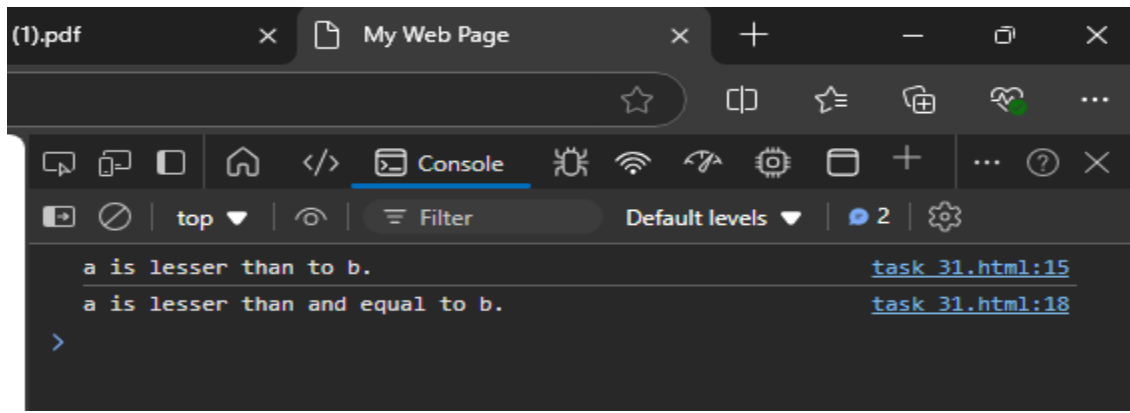 (1).pdf My Web Page
</> Console
top Filter Default levels 2
a is lesser than to b. task 31.html:15
a is lesser than and equal to b. task 31.html:18
>